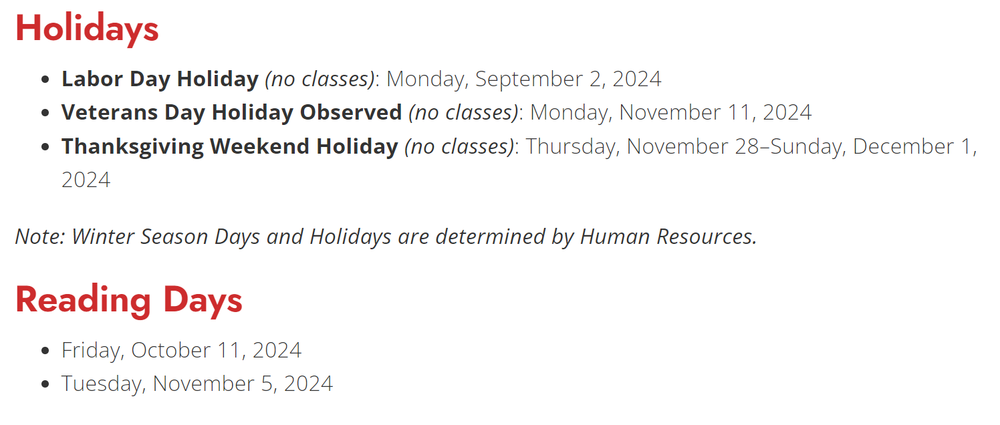 Holidays
• Labor Day Holiday (no classes): Monday, September 2, 2024
• Veterans Day Holiday Observed (no classes): Monday, November 11, 2024
• Thanksgiving Weekend Holiday (no classes): Thursday, November 28–Sunday, December 1,
2024
Note: Winter Season Days and Holidays are determined by Human Resources.
Reading Days
• Friday, October 11, 2024
• Tuesday, November 5, 2024